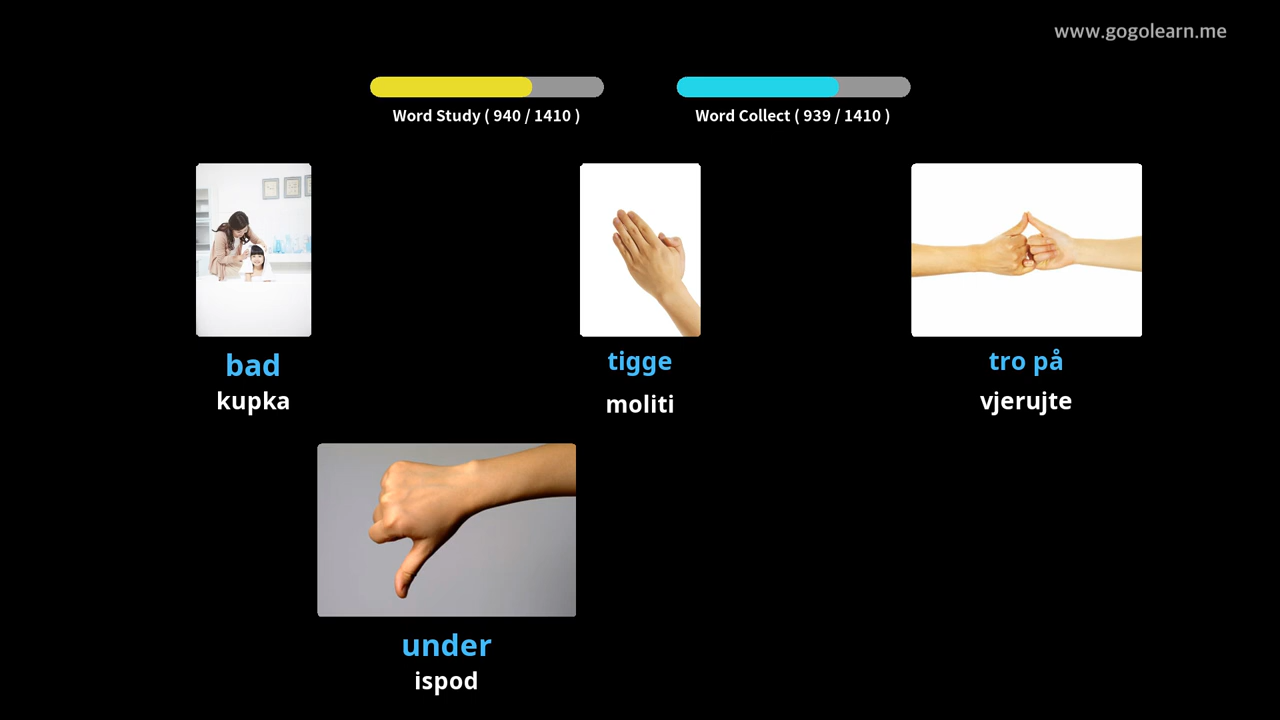 www.gogolearn.me
Word Study ( 940 / 1410 )
Word Collect ( 939 / 1410 )
bad
kupka
tigge
moliti
tro på
vjerujte
under
ispod